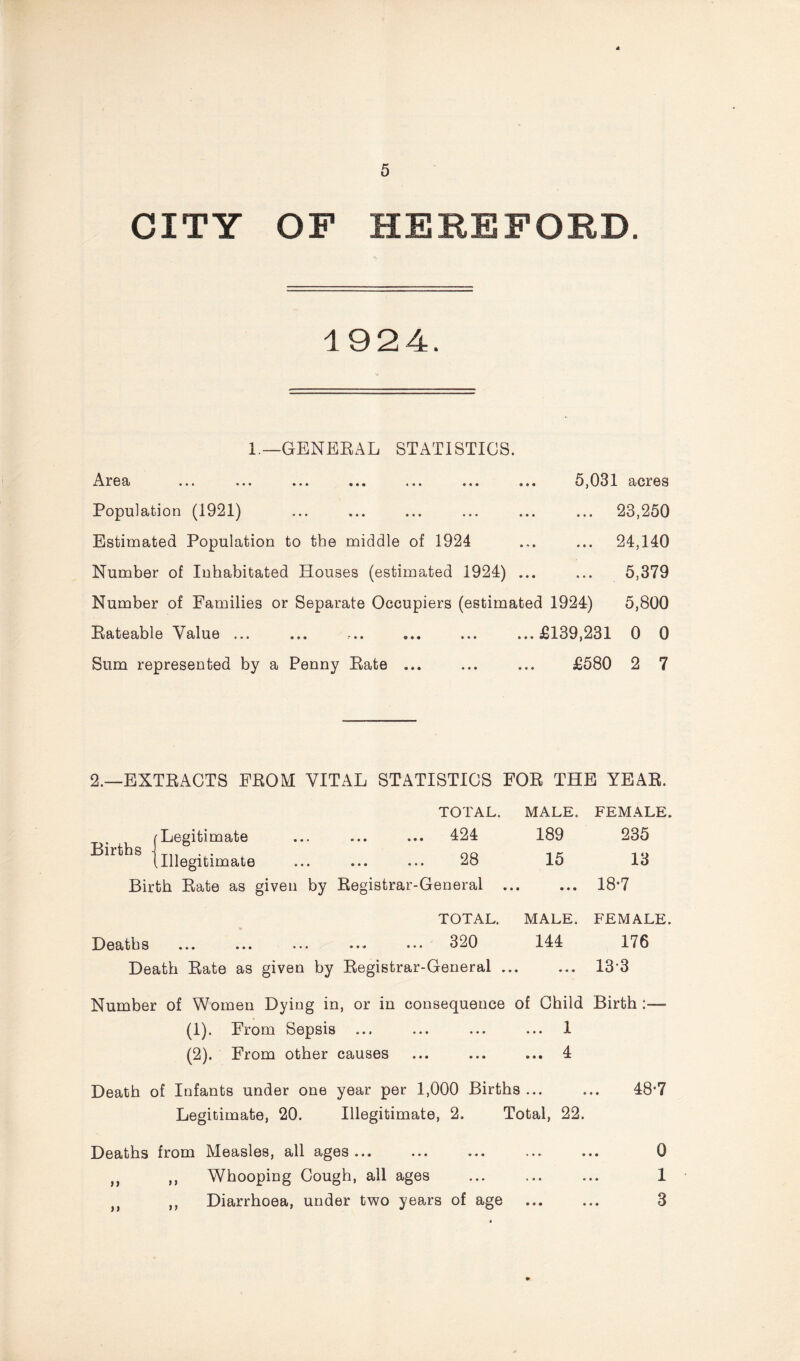 5
CITY OF HEREFORD.
1924.
1.—GENERAL STATISTICS.
Area ... ... ... ... ... ... ... 5,031 acres
Population (1921) ... ... ... ... ... ... 23,250
Estimated Population to the middle of 1924 ... ... 24,140
Number of Inhabitated Houses (estimated 1924) ... ... 5,379
Number of Families or Separate Occupiers (estimated 1924) 5,800
Rateable Value ... ... ... ... ... ... £139,231 0 0
Sum represented by a Penny Rate ... ... ... £580 2 7
2.—EXTRACTS FROM VITAL STATISTICS FOR THE YEAR.
TOTAL. MALE. FEMALE.
Births { Legitimate ... ... ... 424 189 235
Illegitimate ... ... ... 28 15 13
Birth Rate as given by Registrar-General ... ... 18·7
TOTAL. MALE. FEMALE.
Deaths ... ... ... ... ... 320 144 176
Death Rate as given by Registrar-General ... ... 13·3
Number of Women Dying in, or in consequence of Child Birth :—
(1). From Sepsis ... ... ... ... 1
(2). From other causes ... ... ... 4
Death of Infants under one year per 1,000 Births ... ... 48·7
Legitimate, 20. Illegitimate, 2. Total, 22.
Deaths from Measles, all ages ... ... ... ... ... 0
,, ,, Whooping Cough, all ages ... ... ... 1
,, ,, Diarrhoea, under two years of age ... ... 3